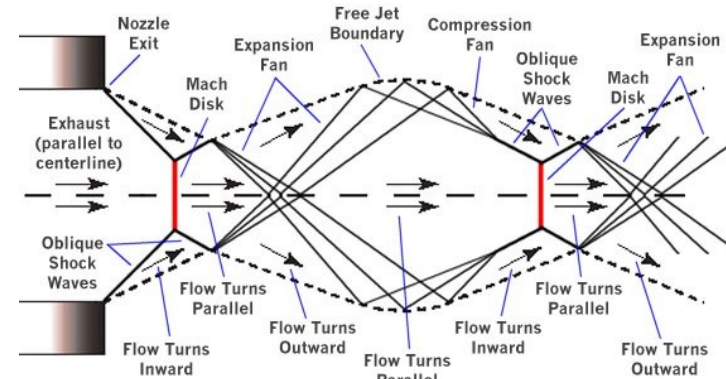 Nozzle
Exit
Expansion
Fan
Free Jet
Boundary
Compression
Fan
Oblique
Shock
Waves
Mach
Disk
Expansion
Fan
Mach
Disk
Exhaust
(parallel to
centerline)
Oblique
Shock
Waves
Flow Turns
Inward
Flow Turns
Parallel
Flow Turns
Outward
Flow Turns
Parallel
Flow Turns
Inward
Flow Turns
Parallel
Flow Turns
Outward